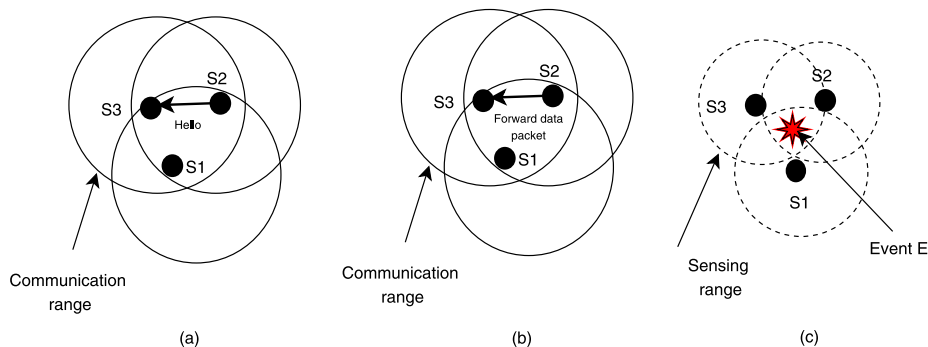 S2
S3
Hello
S1
Communication
range
(a)
S2
S3
Forward data
packet
S1
Communication
range
(b)
S2
S3
S1
Event E
Sensing
range
(c)